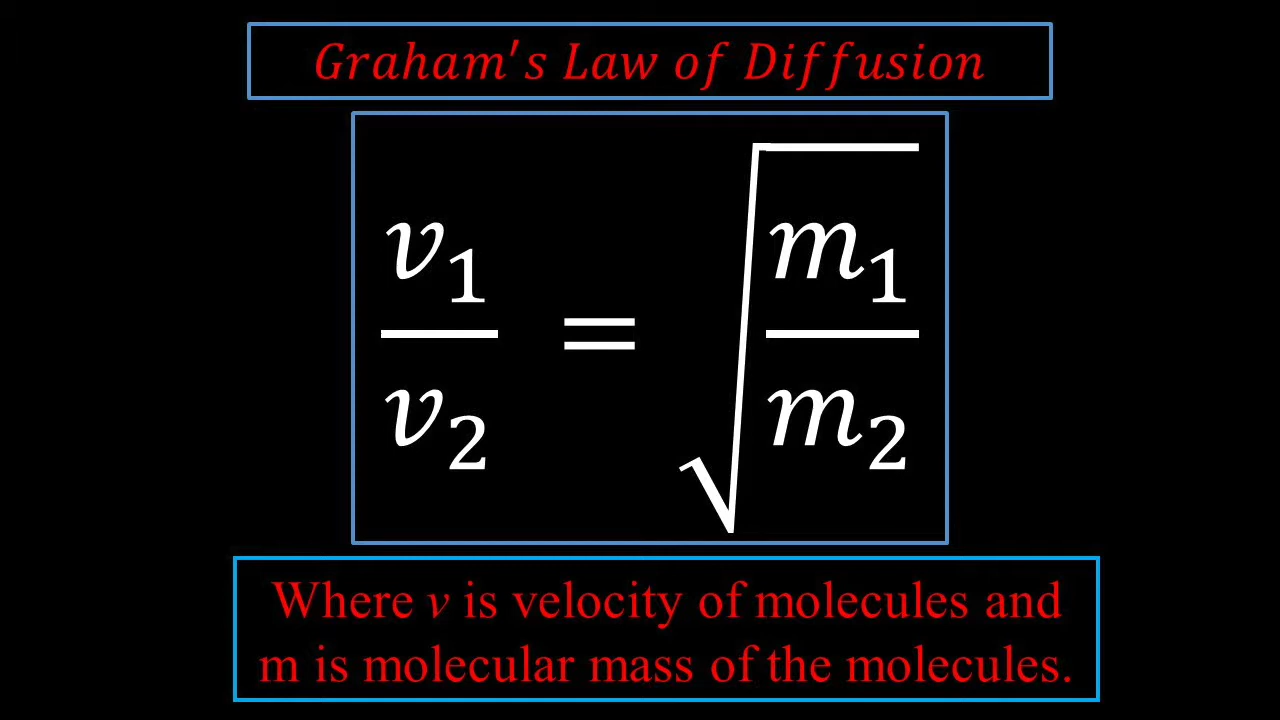 Graham's Law of Diffusion
v₁/v₂ = √(m₁/m₂)
Where v is velocity of molecules and
m is molecular mass of the molecules.